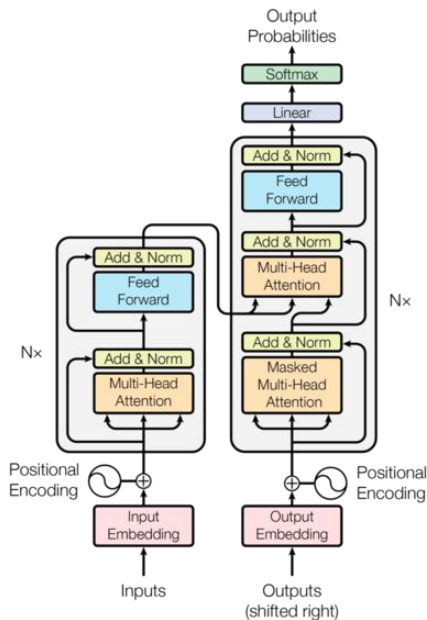 Output
Probabilities
Softmax
Linear
Add & Norm
Feed
Forward
Add & Norm
Multi-Head
Attention
Add & Norm
Masked
Multi-Head
Attention
N×
Add & Norm
Feed
Forward
N×
Add & Norm
Multi-Head
Attention
Positional
Encoding
Input
Embedding
Inputs
Positional
Encoding
Output
Embedding
Outputs
(shifted right)